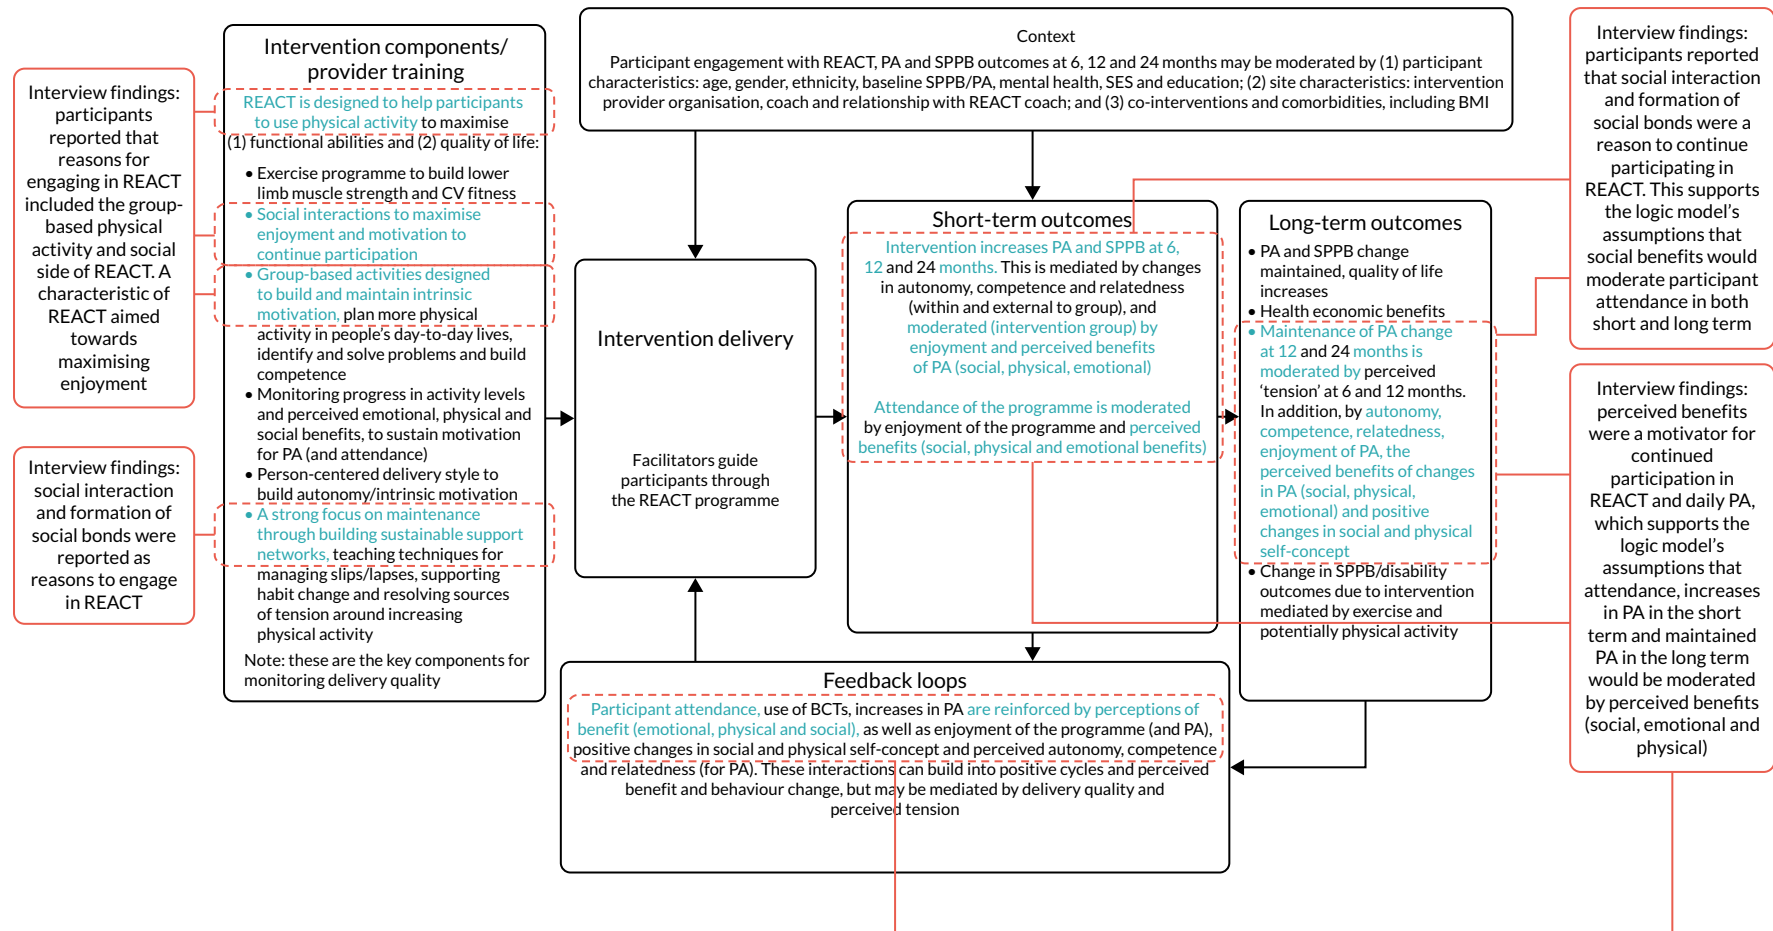 Interview findings:
participants
reported that
reasons for
engaging in REACT
included the group-
based physical
activity and social
side of REACT. A
characteristic of
REACT aimed
towards
maximising
enjoyment
Interview findings:
social interaction
and formation of
social bonds were
reported as
reasons to engage
in REACT
Intervention components/
provider training
REACT is designed to help participants
to use physical activity to maximise
(1) functional abilities and (2) quality of life:
• Exercise programme to build lower
limb muscle strength and CV fitness
• Social interactions to maximise
enjoyment and motivation to
continue participation
• Group-based activities designed
to build and maintain intrinsic
motivation, plan more physical
activity in people's day-to-day lives,
identify and solve problems and build
competence
• Monitoring progress in activity levels
and perceived emotional, physical and
social benefits, to sustain motivation
for PA (and attendance)
• Person-centered delivery style to
build autonomy/intrinsic motivation
• A strong focus on maintenance
through building sustainable support
networks, teaching techniques for
managing slips/lapses, supporting
habit change and resolving sources
of tension around increasing
physical activity
Note: these are the key components for
monitoring delivery quality
Context
Participant engagement with REACT, PA and SPPB outcomes at 6, 12 and 24 months may be moderated by (1) participant
characteristics: age, gender, ethnicity, baseline SPPB/PA, mental health, SES and education; (2) site characteristics: intervention
provider organisation, coach and relationship with REACT coach; and (3) co-interventions and comorbidities, including BMI
Intervention delivery
Facilitators guide
participants through
the REACT programme
Short-term outcomes
Intervention increases PA and SPPB at 6,
12 and 24 months. This is mediated by changes
in autonomy, competence and relatedness
(within and external to group), and
moderated (intervention group) by
enjoyment and perceived benefits
of PA (social, physical, emotional)
Attendance of the programme is moderated
by enjoyment of the programme and perceived
benefits (social, physical and emotional benefits)
Long-term outcomes
• PA and SPPB change
maintained, quality of life
increases
• Health economic benefits
• Maintenance of PA change
at 12 and 24 months is
moderated by perceived
‘tension’ at 6 and 12 months.
In addition, by autonomy,
competence, relatedness,
enjoyment of PA, the
perceived benefits of changes
in PA (social, physical,
emotional) and positive
changes in social and physical
self-concept
• Change in SPPB/disability
outcomes due to intervention
mediated by exercise and
potentially physical activity
Feedback loops
Participant attendance, use of BCTs, increases in PA are reinforced by perceptions of
benefit (emotional, physical and social), as well as enjoyment of the programme (and PA),
positive changes in social and physical self-concept and perceived autonomy, competence
and relatedness (for PA). These interactions can build into positive cycles and perceived
benefit and behaviour change, but may be mediated by delivery quality and
perceived tension
Interview findings:
participants reported
that social interaction
and formation of
social bonds were a
reason to continue
participating in
REACT. This supports
the logic model's
assumptions that
social benefits would
moderate participant
attendance in both
short and long term
Interview findings:
perceived benefits
were a motivator for
continued
participation in
REACT and daily PA,
which supports the
logic model's
assumptions that
attendance, increases
in PA in the short
term and maintained
PA in the long term
would be moderated
by perceived benefits
(social, emotional and
physical)